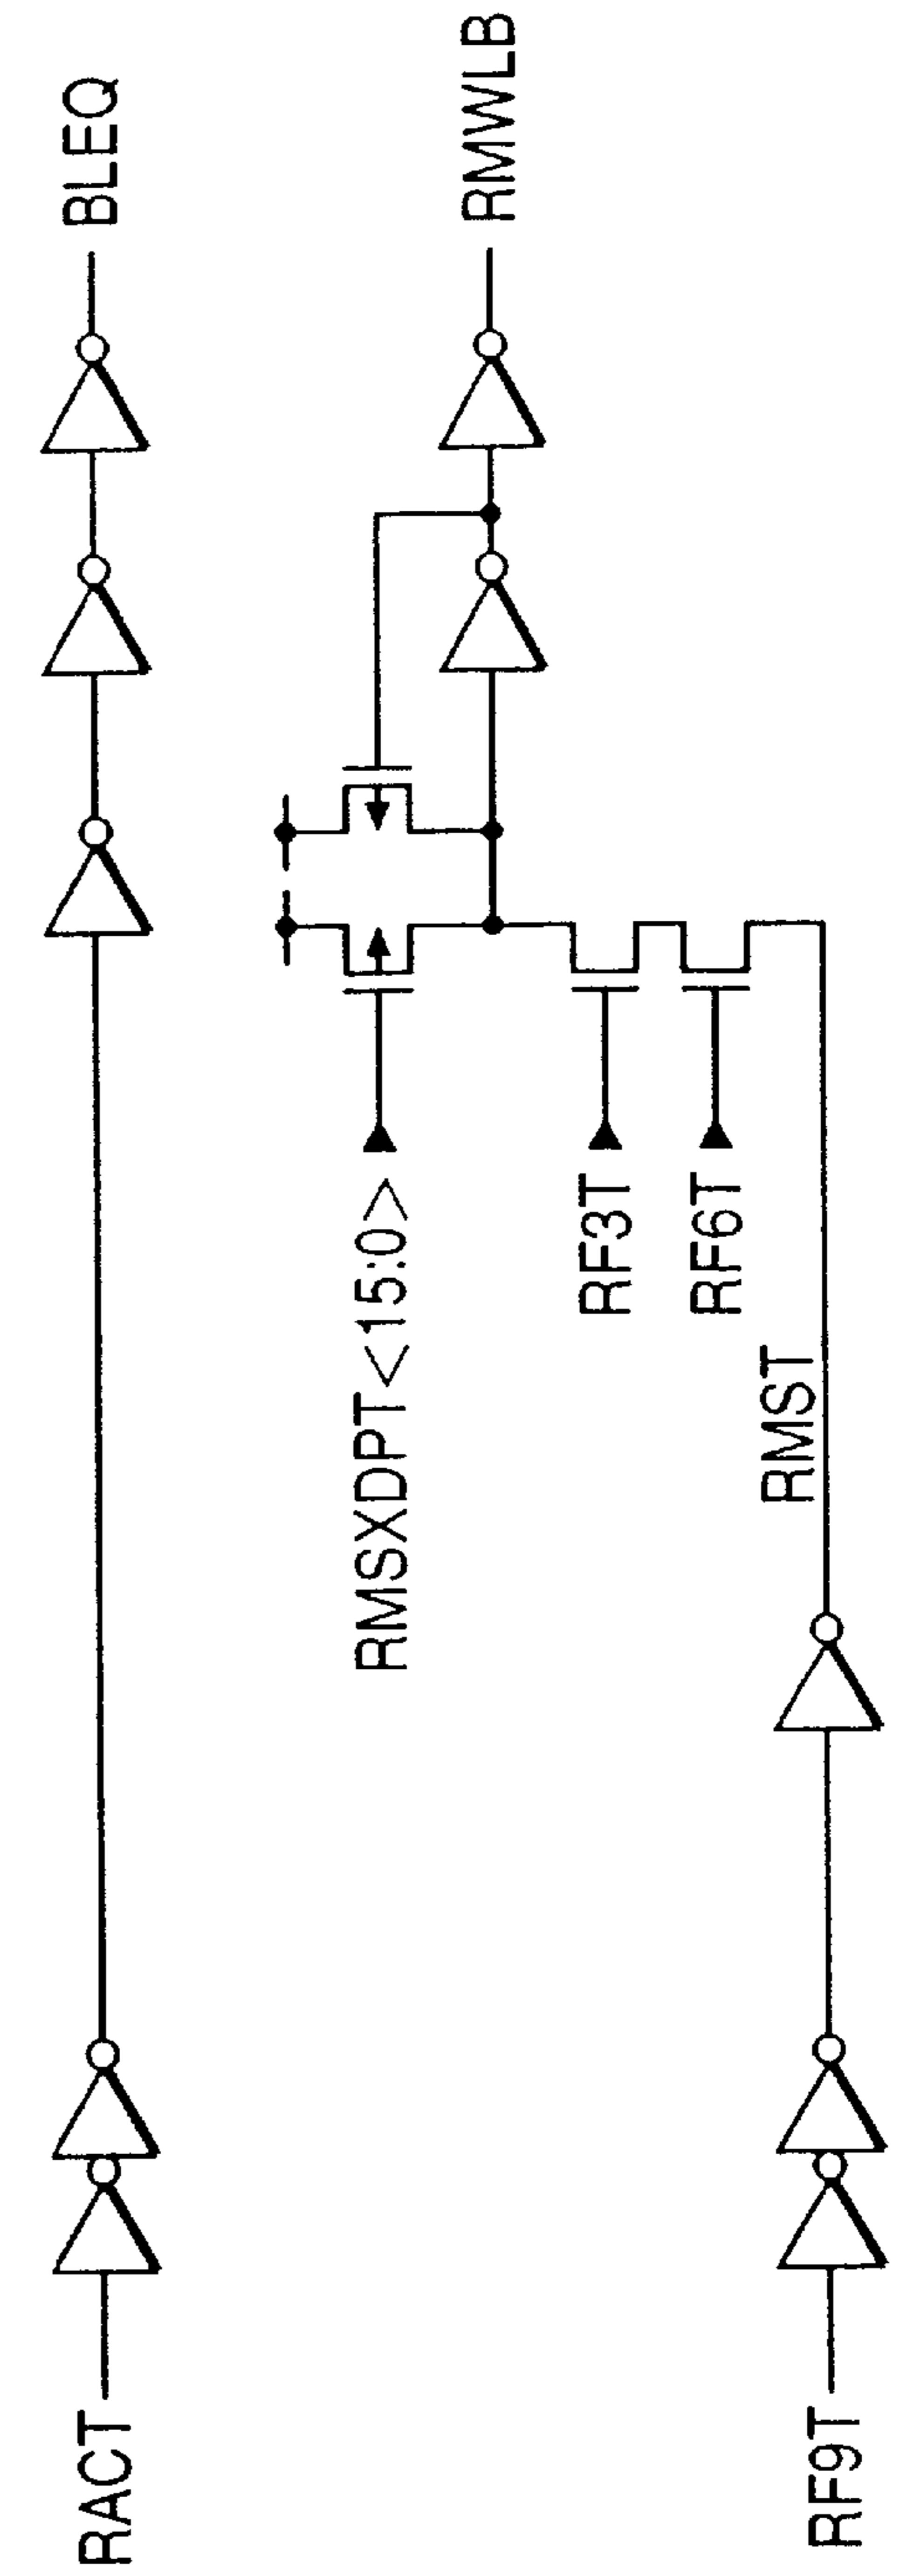 RACT
BLEQ
RMSXDPT<15:0>
RMWLB
RF3T
RF6T
RMST
RF9T